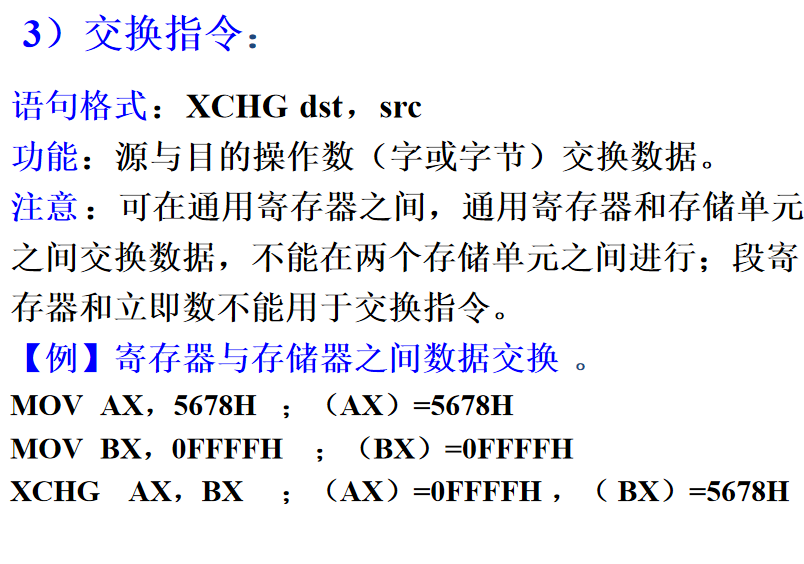 3）交换指令：
语句格式：XCHG dst，src
功能：源与目的操作数（字或字节）交换数据。
注意：可在通用寄存器之间，通用寄存器和存储单元
之间交换数据，不能在两个存储单元之间进行；段寄
存器和立即数不能用于交换指令。
【例】寄存器与存储器之间数据交换 。
MOV AX，5678H ；（AX）=5678H
MOV BX，0FFFFH ；（BX）=0FFFFH
XCHG AX，BX ；（AX）=0FFFFH ，（ BX）=5678H